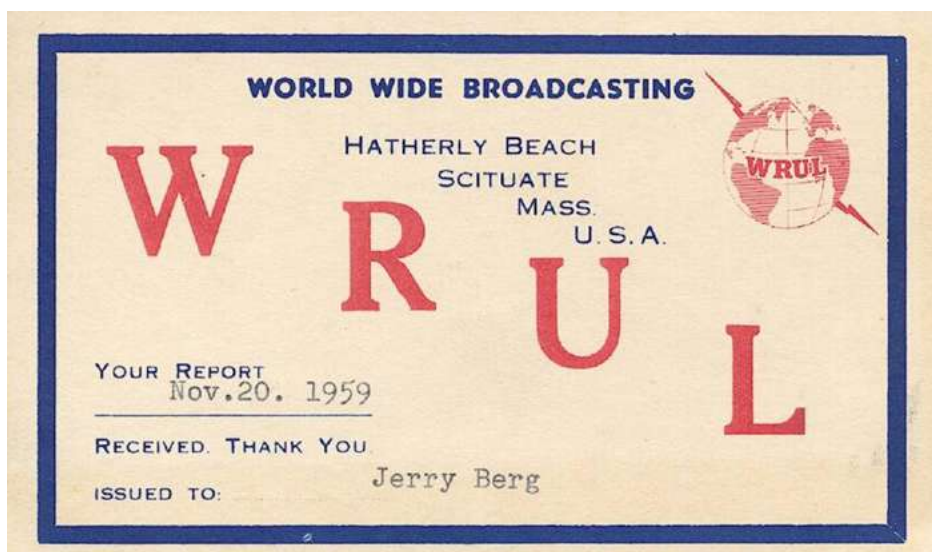 WORLD WIDE BROADCASTING
HATHERLY BEACH
SCITUATE
MASS.
U.S.A.
WRUL
W
R
U
L
YOUR REPORT
Nov.20. 1959
RECEIVED. THANK YOU.
ISSUED TO:
Jerry Berg